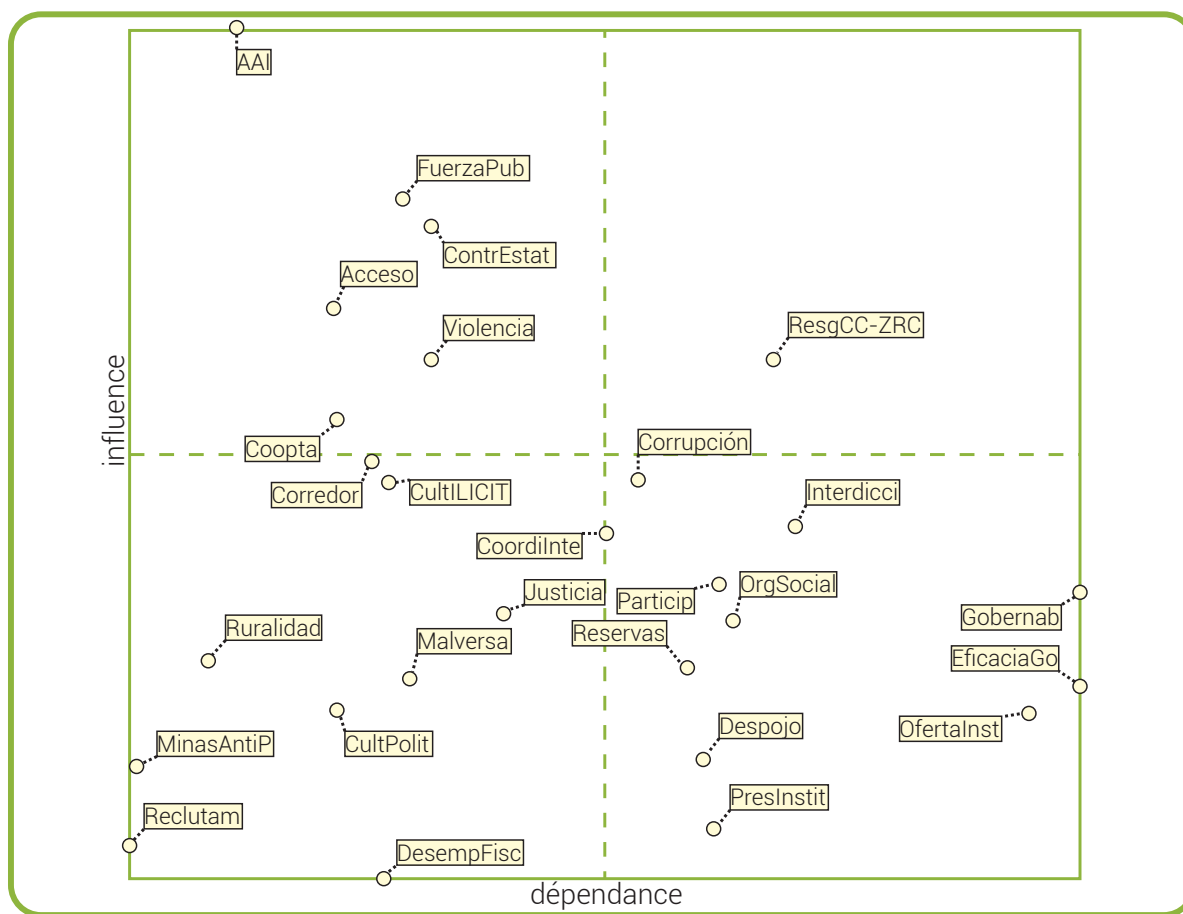 AAI
FuerzaPub
ContrEstat
Acceso
Violencia
ResgCC-ZRC
influence
Coopta
Corrupción
Corredor
CultILICIT
Interdicci
CoordiInte
Justicia
Particip
OrgSocial
Gobernab
Ruralidad
Malversa
Reservas
EficaciaGo
OfertaInst
Despojo
MinasAntiP
CultPolit
PresInstit
Reclutam
DesempFisc
dépendance